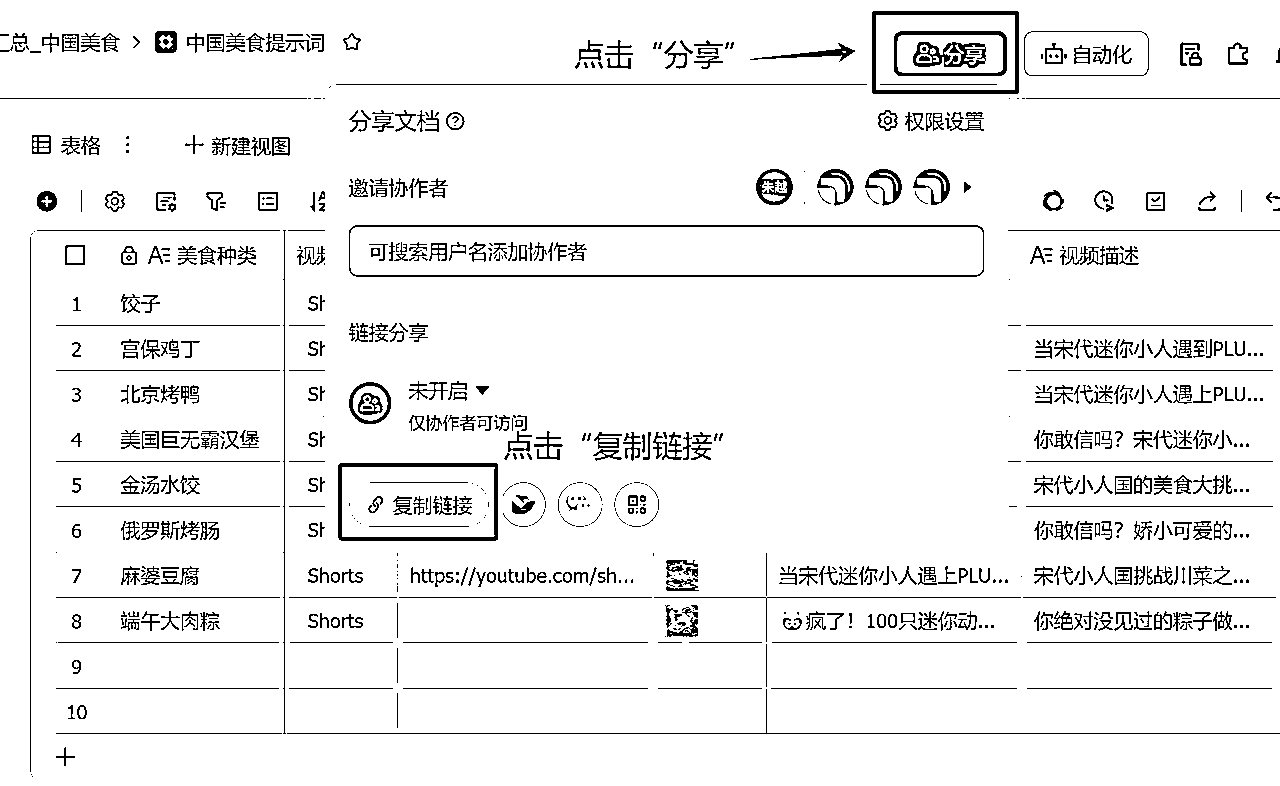 汇总_中国美食 > 中国美食提示词
点击“分享”
分享
自动化
分享文档
权限设置
表格
新建视图
邀请协作者
朱越
可搜索用户名添加协作者
美食种类
视频
视频描述
1 饺子 Sh
链接分享
2 宫保鸡丁 Sh 当宋代迷你小人遇到PLU...
3 北京烤鸭 Sh 当宋代迷你小人遇上PLU...
未开启
仅协作者可访问
4 美国巨无霸汉堡 Sh 你敢信吗？宋代迷你小...
点击“复制链接”
5 金汤水饺 Sh 宋代小人国的美食大挑...
复制链接
6 俄罗斯烤肠 Sh 你敢信吗？娇小可爱的...
7 麻婆豆腐 Shorts https://youtube.com/sh... 当宋代迷你小人遇上PLU... 宋代小人国挑战川菜之...
8 端午大肉粽 Shorts 疯了！100只迷你动... 你绝对没见过的粽子做...
9
10